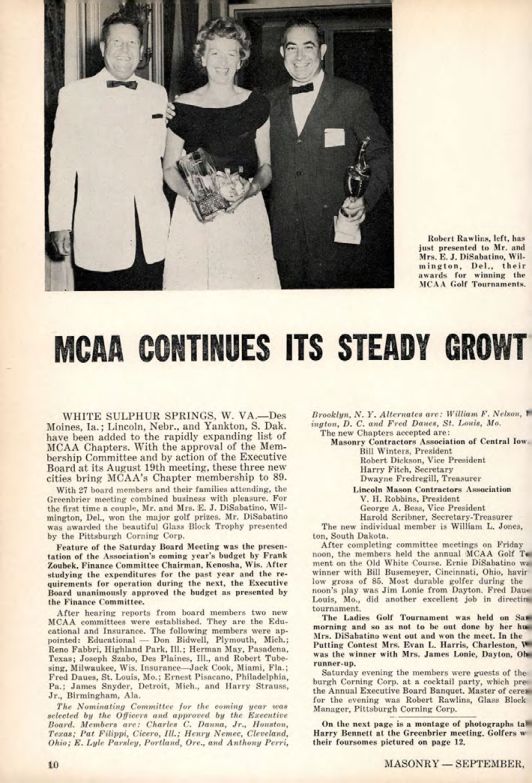 Robert Rawlins, left, has
just presented to Mr. and
Mrs. E. J. DiSabatino, Wil-
mington, Del., their
awards for winning the
MCAA Golf Tournaments.
MCAA CONTINUES ITS STEADY GROWT
WHITE SULPHUR SPRINGS, W. VA.—Des
Moines, Ia.; Lincoln, Nebr., and Yankton, S. Dak.
have been added to the rapidly expanding list of
MCAA Chapters. With the approval of the Mem-
bership Committee and by action of the Executive
Board at its August 19th meeting, these three new
cities bring MCAA's Chapter membership to 89.
With 27 board members and their families attending, the
Greenbrier meeting combined business with pleasure. For
the first time a couple, Mr. and Mrs. E. J. DiSabatino, Wil-
mington, Del., won the major golf prizes. Mr. DiSabatino
was awarded the beautiful Glass Block Trophy presented
by the Pittsburgh Corning Corp.
Feature of the Saturday Board Meeting was the presen-
tation of the Association's coming year's budget by Frank
Zoubek, Finance Committee Chairman, Kenosha, Wis. After
studying the expenditures for the past year and the re-
quirements for operation during the next, the Executive
Board unanimously approved the budget as presented by
the Finance Committee.
After hearing reports from board members two new
MCAA committees were established. They are the Edu-
cational and Insurance. The following members were ap-
pointed: Educational — Don Bidwell, Plymouth, Mich.;
Reno Fabbri, Highland Park, Ill.; Herman May, Pasadena,
Texas; Joseph Szabo, Des Plaines, Ill., and Robert Tube-
sing, Milwaukee, Wis. Insurance—Jack Cook, Miami, Fla.;
Fred Daues, St. Louis, Mo.; Ernest Pisacano, Philadelphia,
Pa.; James Snyder, Detroit, Mich., and Harry Strauss,
Jr., Birmingham, Ala.
The Nominating Committee for the coming year was
selected by the Officers and approved by the Executive
Board. Members are: Charles C. Danna, Jr., Houston,
Texas; Pat Filippi, Cicero, Ill.; Henry Nemec, Cleveland,
Ohio; E. Lyle Parsley, Portland, Ore., and Anthony Perri,
Brooklyn, N. Y. Alternates are: William F. Nelson,
ington, D. C. and Fred Daues, St. Louis, Mo.
The new Chapters accepted are:
Masonry Contractors Association of Central Iow
Bill Winters, President
Robert Dickson, Vice President
Harry Fitch, Secretary
Dwayne Fredregill, Treasurer
Lincoln Mason Contractors Association
V. H. Robbins, President
George A. Bess, Vice President
Harold Scribner, Secretary-Treasurer
The new individual member is William L. Jones,
ton, South Dakota.
After completing committee meetings on Friday
noon, the members held the annual MCAA Golf T
ment on the Old White Course. Ernie DiSabatino wa
winner with Bill Busemeyer, Cincinnati, Ohio, havin
low gross of 85. Most durable golfer during the
noon's play was Jim Lonie from Dayton. Fred Daue
Louis, Mo., did another excellent job in directin
tournament.
The Ladies Golf Tournament was held on Sa
morning and so as not to be out done by her hu
Mrs. DiSabatino went out and won the meet. In the
Putting Contest Mrs. Evan L. Harris, Charleston, W
was the winner with Mrs. James Lonie, Dayton, Oh
runner-up.
Saturday evening the members were guests of the
burgh Corning Corp. at a cocktail party, which pre
the Annual Executive Board Banquet. Master of cerem
for the evening was Robert Rawlins, Glass Block
Manager, Pittsburgh Corning Corp.
On the next page is a montage of photographs ta
Harry Bennett at the Greenbrier meeting. Golfers w
their foursomes pictured on page 12.
10
MASONRY — SEPTEMBER,